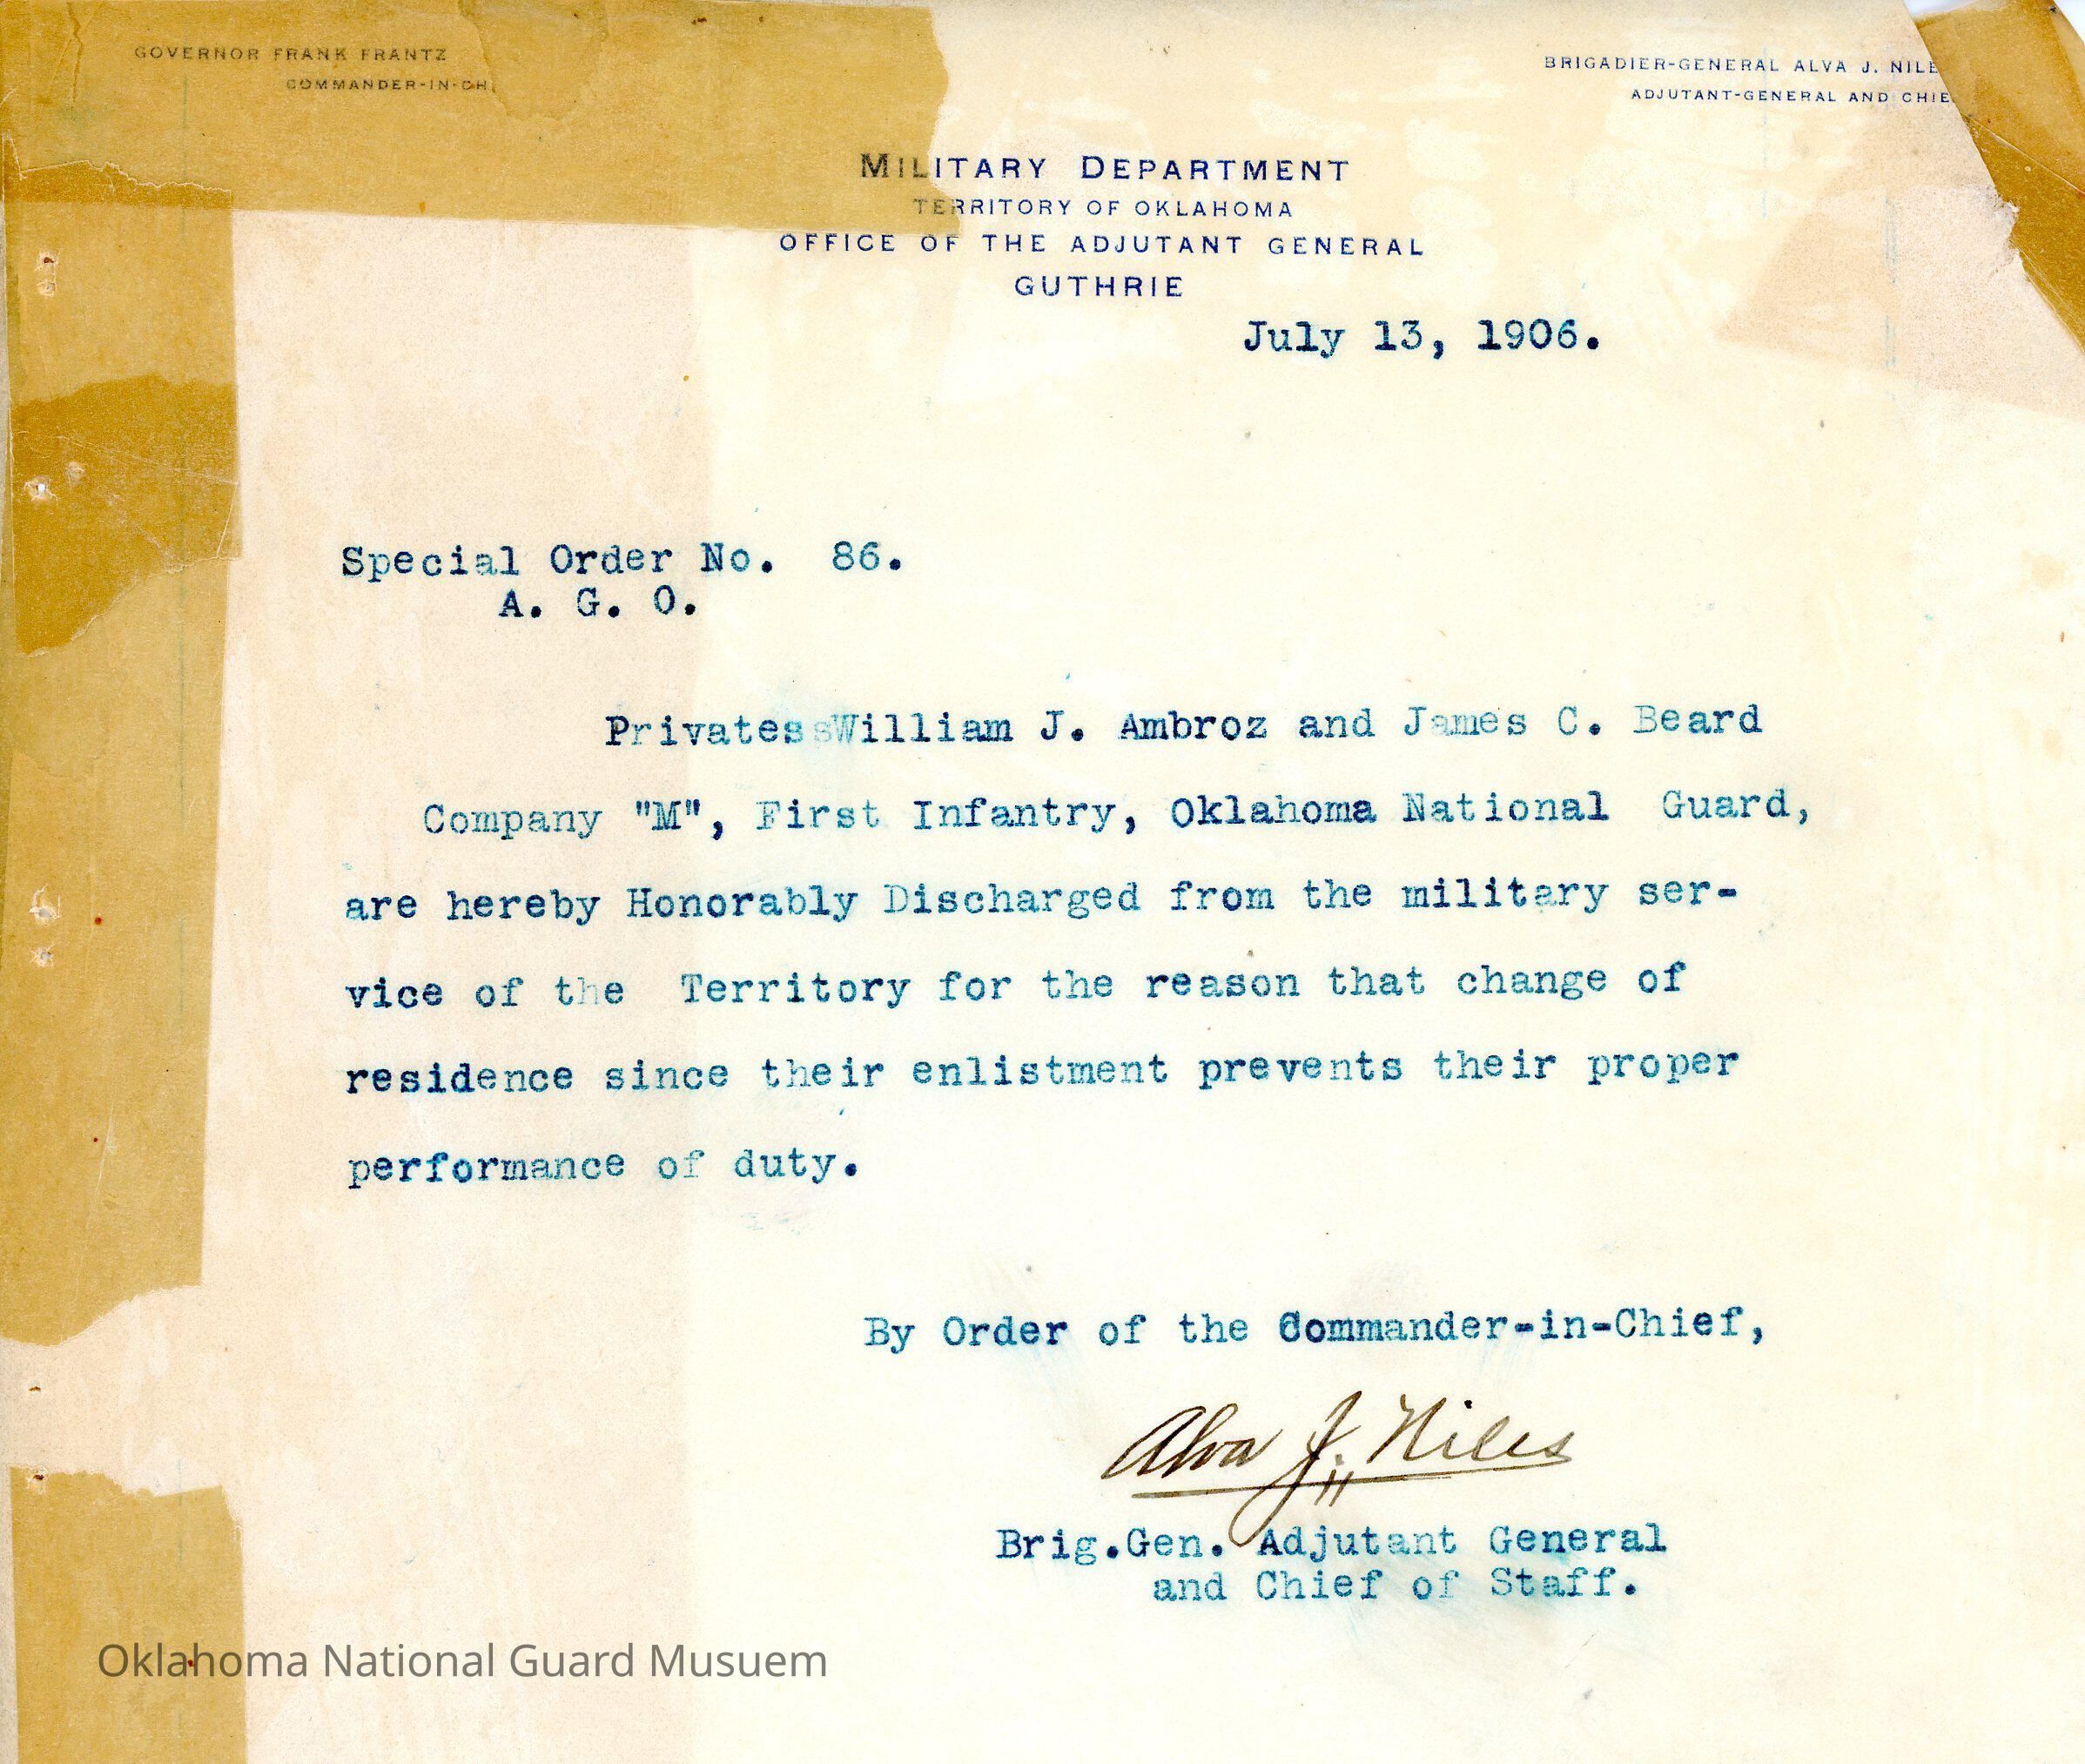 GOVERNOR FRANK FRANTZ
COMMANDER-IN-CH
BRIGADIER-GENERAL ALVA J. NILE
ADJUTANT-GENERAL AND CHIE
MILITARY DEPARTMENT
TERRITORY OF OKLAHOMA
OFFICE OF THE ADJUTANT GENERAL
GUTHRIE
July 13, 1906.
Special Order No. 86.
A. G. O.
PrivatessWilliam J. Ambroz and James C. Beard
Company "M", First Infantry, Oklahoma National Guard,
are hereby Honorably Discharged from the military ser-
vice of the Territory for the reason that change of
residence since their enlistment prevents their proper
performance of duty.
By Order of the Commander-in-Chief,
Alva J. Niles
Brig.Gen. Adjutant General
and Chief of Staff.
Oklahoma National Guard Musuem